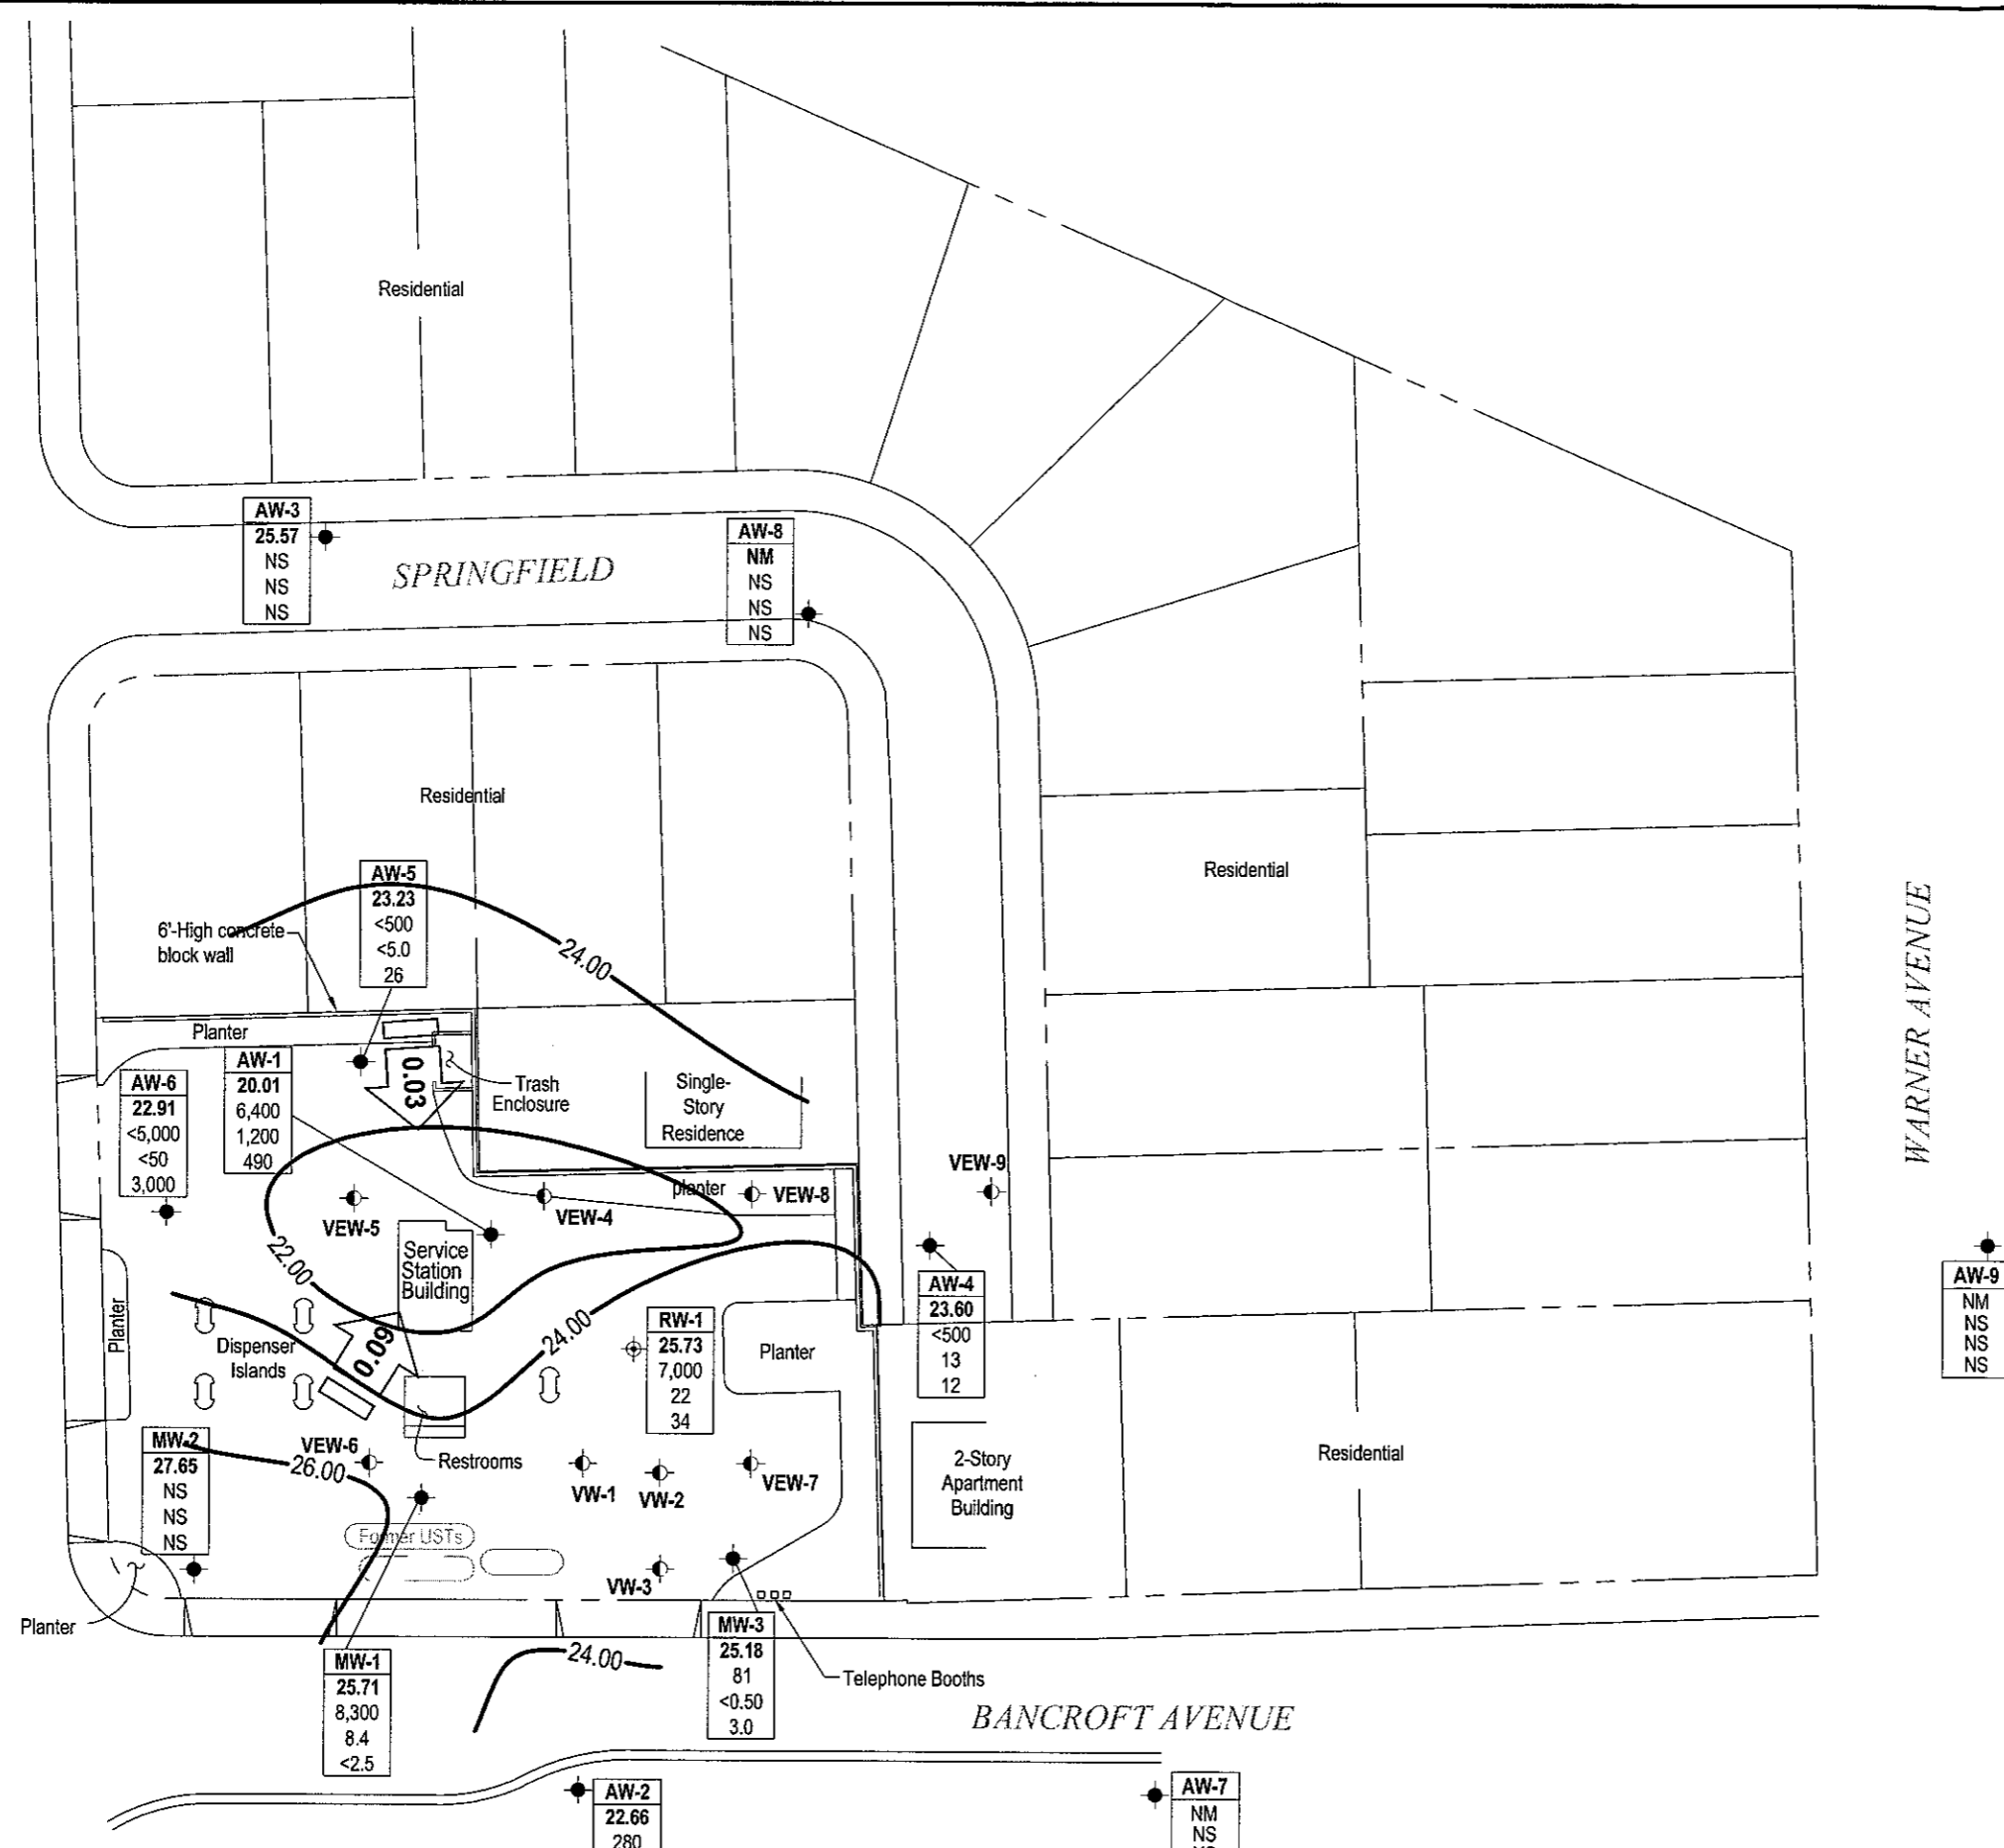 Residential
AW-3
25.57
NS
NS
NS
SPRINGFIELD
AW-8
NM
NS
NS
NS
Residential
Residential
WARNER AVENUE
AW-5
23.23
<500
<5.0
26
6'-High concrete
block wall
24.00
Planter
AW-1
20.01
6,400
1,200
490
AW-6
22.91
<5,000
<50
3,000
0.03
Trash
Enclosure
Single-
Story
Residence
VEW-9
planter
VEW-8
VEW-5
VEW-4
22.00
Service
Station
Building
AW-4
23.60
<500
13
12
AW-9
NM
NS
NS
NS
Planter
Dispenser
Islands
0.09
24.00
RW-1
25.73
7,000
22
34
Planter
MW-2
27.65
NS
NS
NS
VEW-6
26.00
Restrooms
VW-1
VW-2
VEW-7
2-Story
Apartment
Building
Residential
Former USTs
VW-3
Planter
MW-1
25.71
8,300
8.4
<2.5
24.00
MW-3
25.18
81
<0.50
3.0
Telephone Booths
BANCROFT AVENUE
AW-2
22.66
280
AW-7
NM
NS